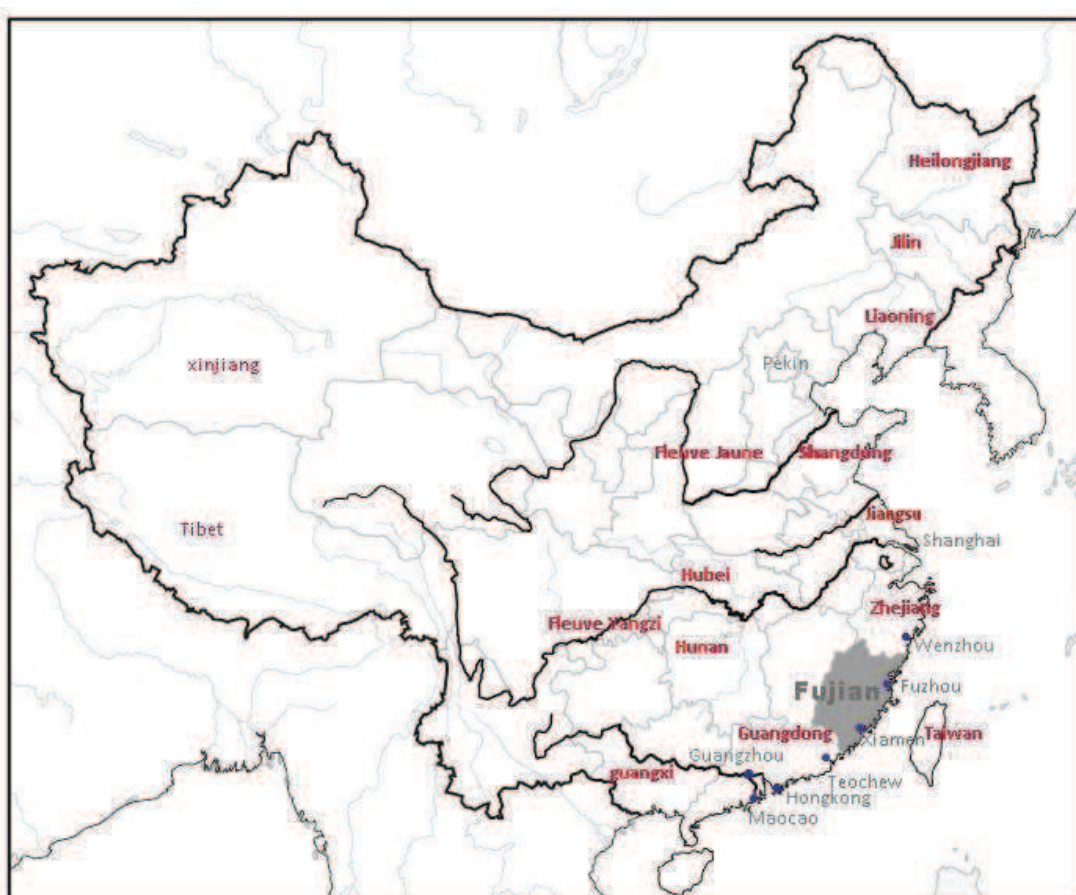 Heilongjiang
Jilin
Liaoning
Pékin
xinjiang
Fleuve Jaune
Shangdong
Jiangsu
Tibet
Shanghai
Hubei
Zhejiang
Fleuve Yangzi
Hunan
Wenzhou
Fujian
Fuzhou
Guangdong
Xiamen
Taiwan
Guangzhou
guangxi
Teochew
Hongkong
Maocao